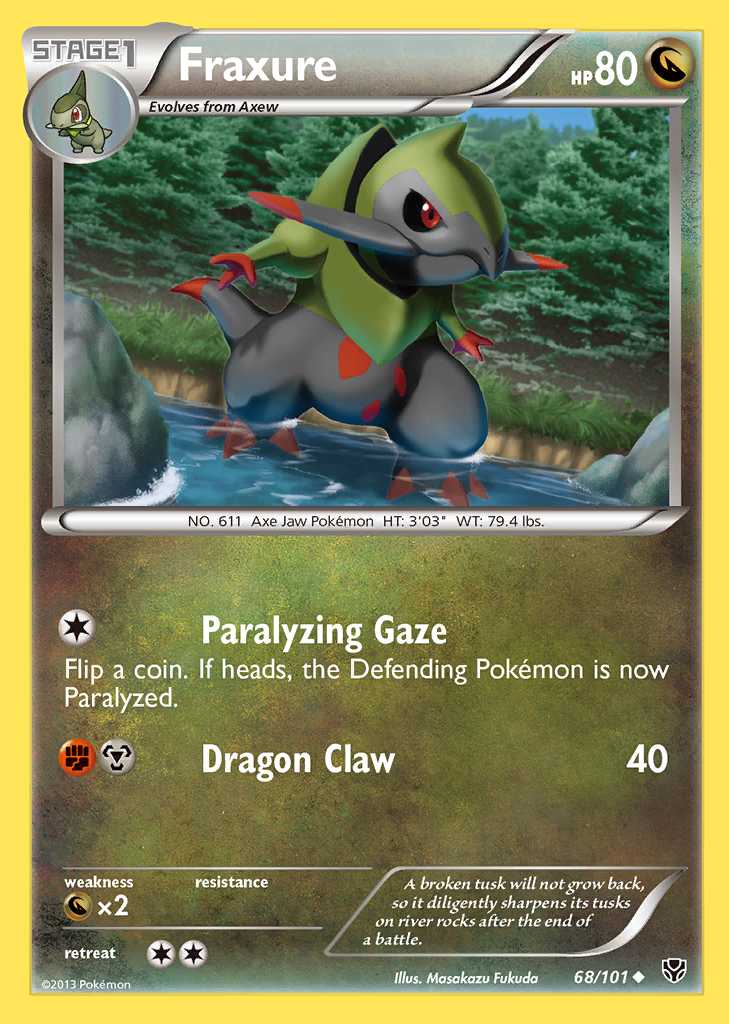 STAGE1
Fraxure
HP80
Evolves from Axew
NO. 611 Axe Jaw Pokémon HT: 3'03" WT: 79.4 lbs.
Paralyzing Gaze
Flip a coin. If heads, the Defending Pokémon is now
Paralyzed.
Dragon Claw 40
weakness resistance
×2
A broken tusk will not grow back,
so it diligently sharpens its tusks
on river rocks after the end of
a battle.
retreat
©2013 Pokémon
Illus. Masakazu Fukuda 68/101